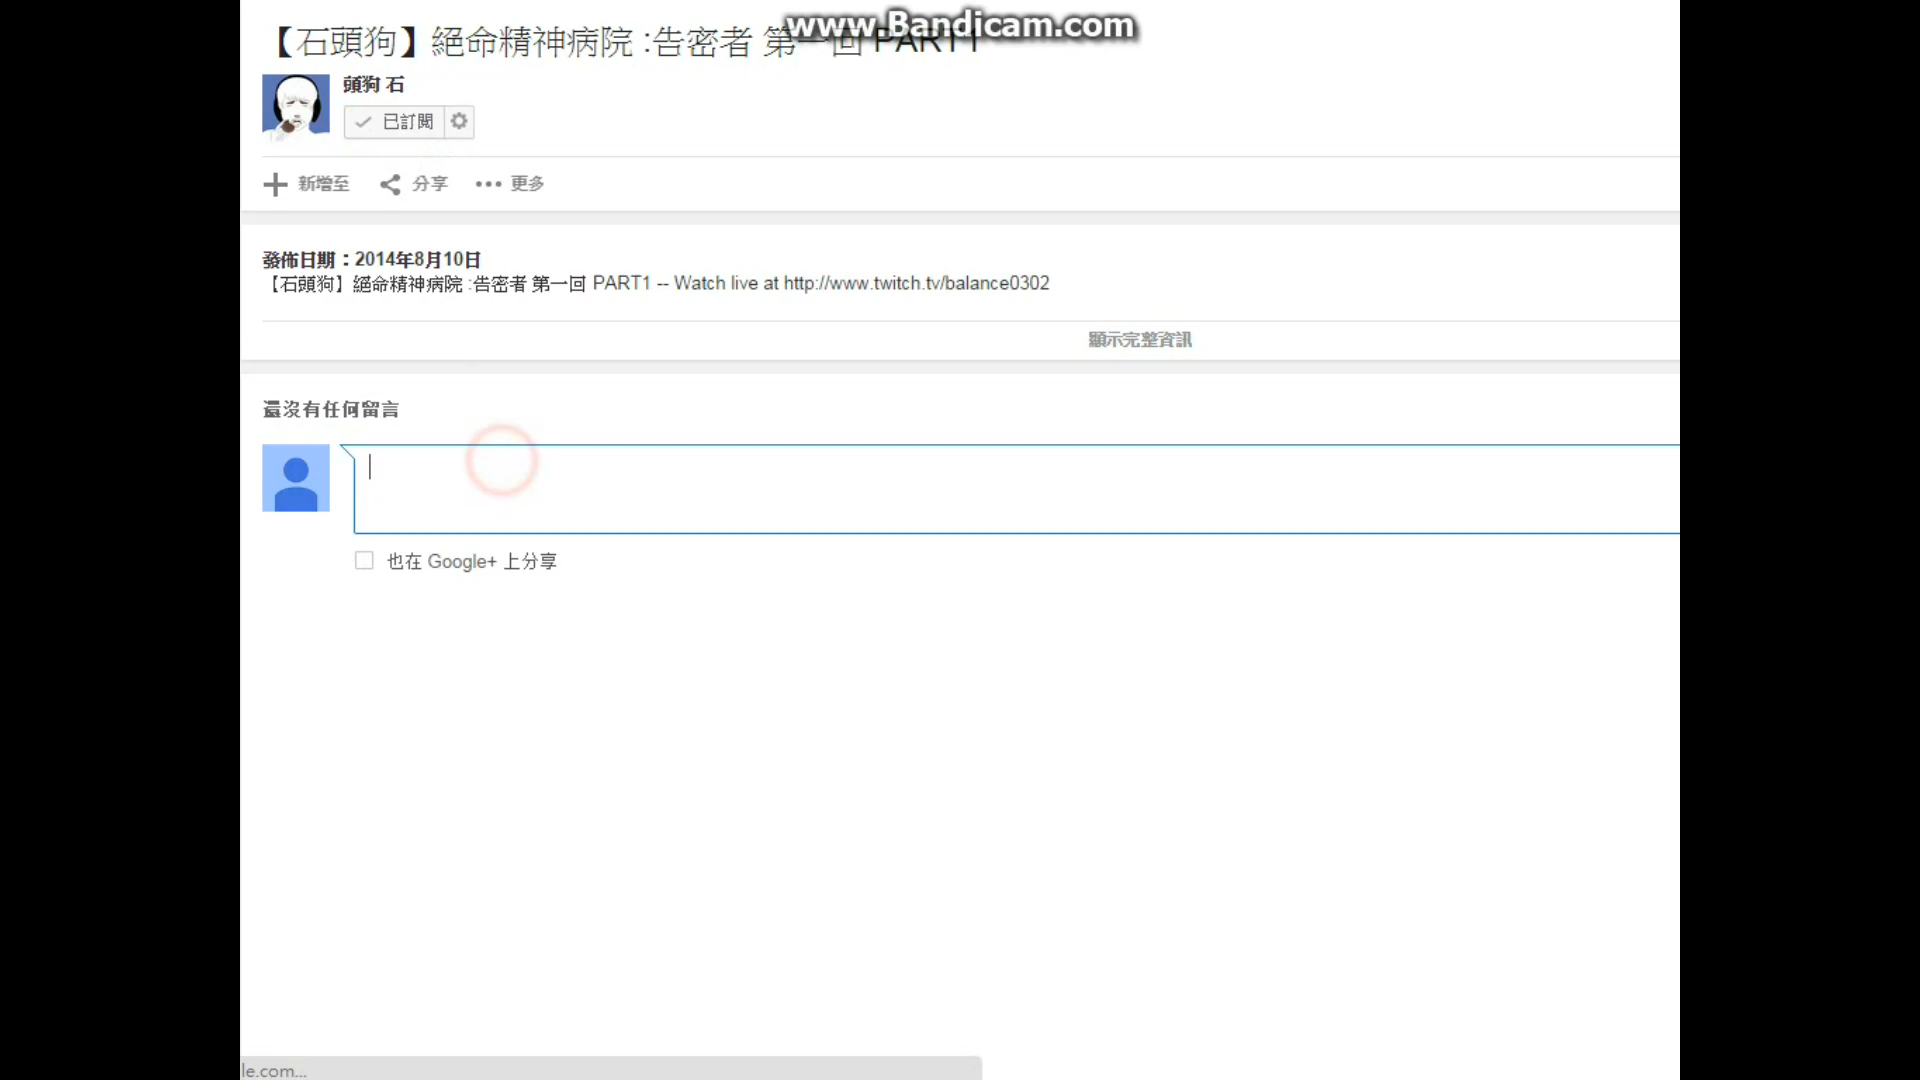 www.Bandicam.com
【石頭狗】絕命精神病院 :告密者 第一回 PART1
頭狗 石
已訂閱
新增至 分享 更多
發佈日期：2014年8月10日
【石頭狗】絕命精神病院 :告密者 第一回 PART1 -- Watch live at http://www.twitch.tv/balance0302
顯示完整資訊
還沒有任何留言
也在 Google+ 上分享
le.com...